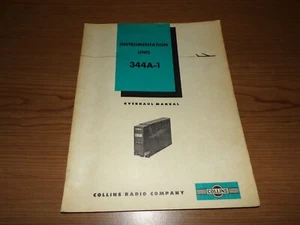 INSTRUMENTATION
UNIT
344A-1
OVERHAUL MANUAL
COLLINS RADIO COMPANY
COLLINS